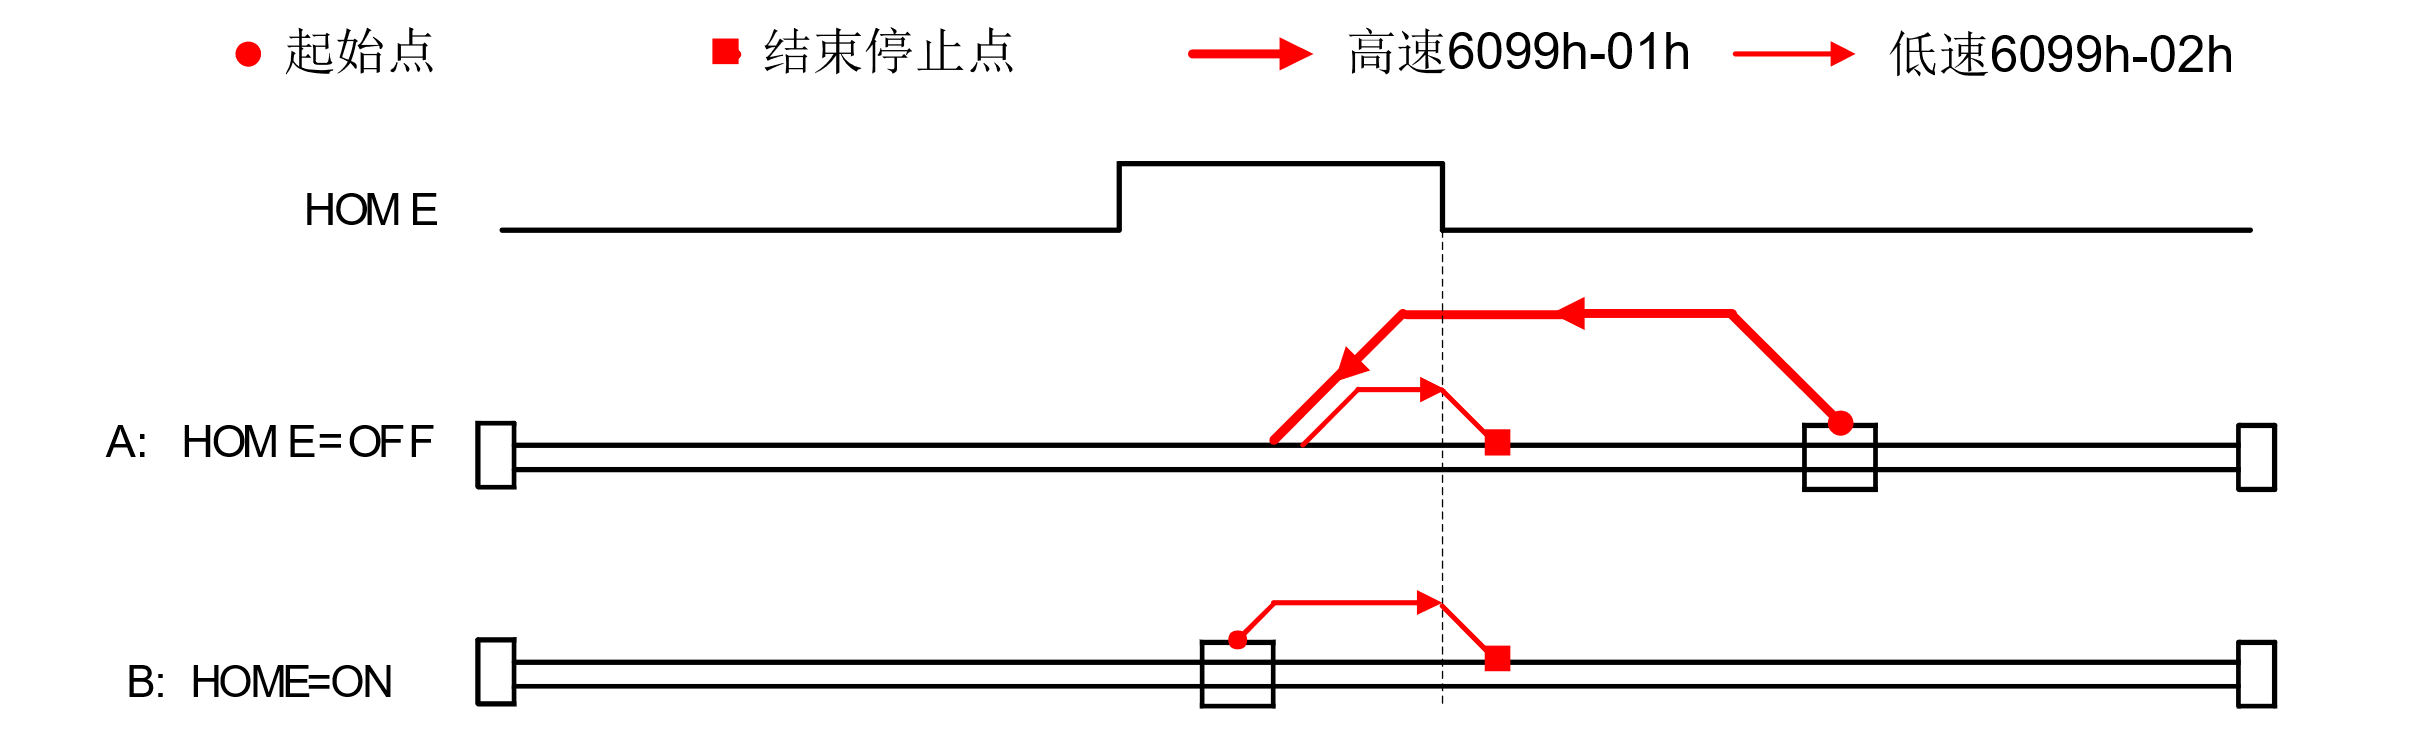 起始点 结束停止点 高速6099h-01h 低速6099h-02h
HOME
A: HOME=OFF
B: HOME=ON